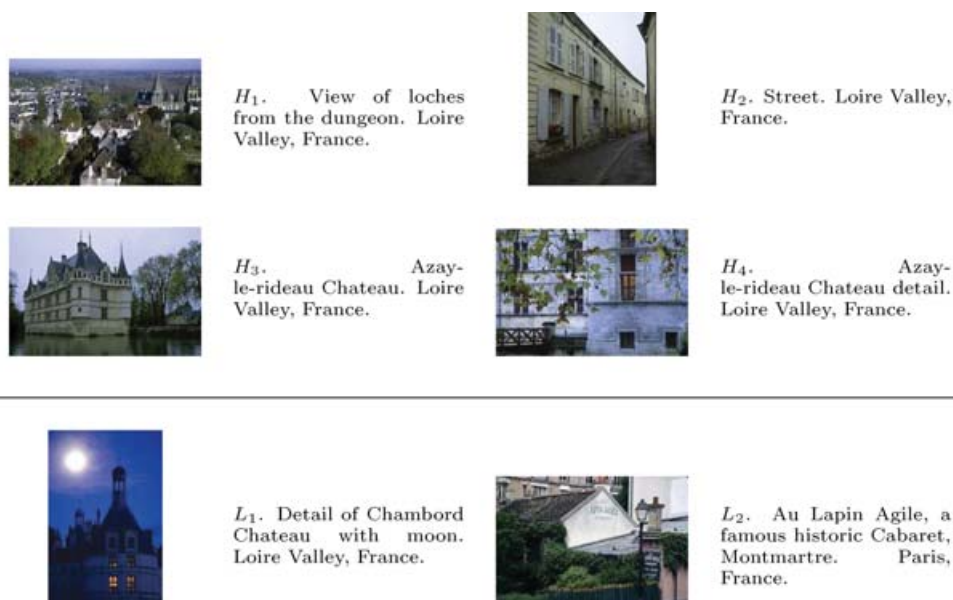 H₁. View of loches
from the dungeon. Loire
Valley, France.
H₂. Street. Loire Valley,
France.
H₃. Azay-
le-rideau Chateau. Loire
Valley, France.
H₄. Azay-
le-rideau Chateau detail.
Loire Valley, France.
L₁. Detail of Chambord
Chateau with moon.
Loire Valley, France.
L₂. Au Lapin Agile, a
famous historic Cabaret,
Montmartre. Paris,
France.